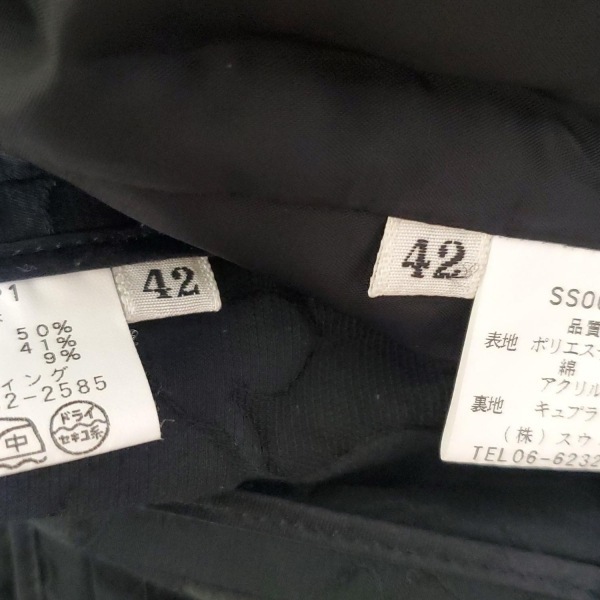 42
1
50%
41%
9%
ィング
2-2585
中
ドライ
セキユ系
42
SS00
品質
表地 ポリエス
綿
アクリル
裏地 キュプラ
(株)スウ
TEL06-6232